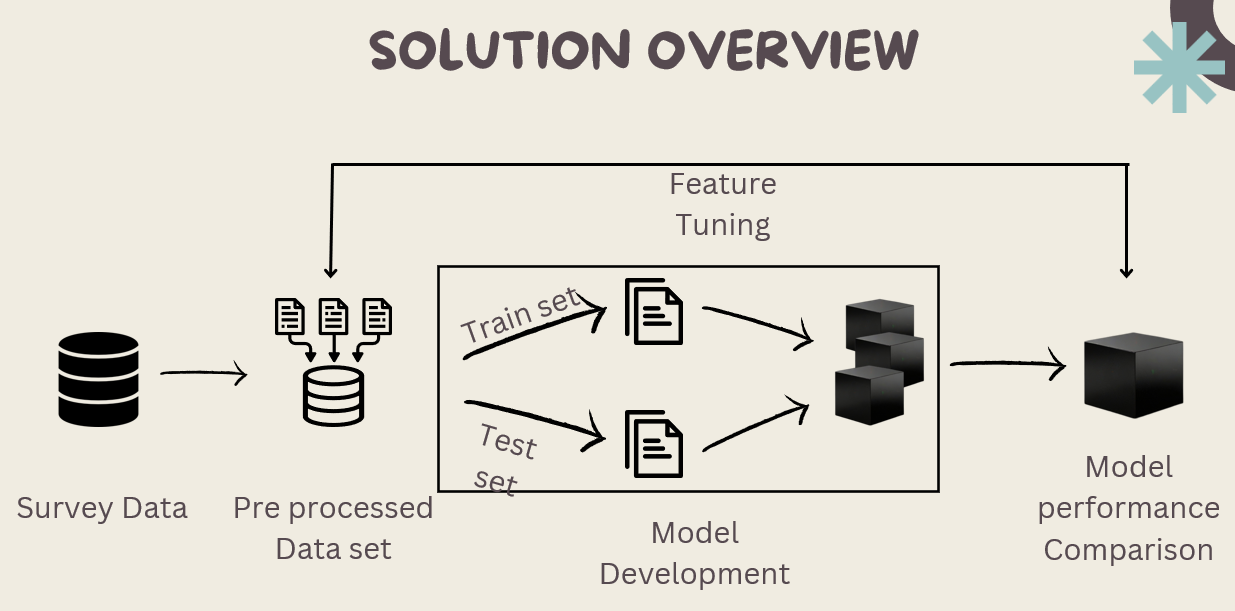 SOLUTION OVERVIEW
Feature
Tuning
Train set
Test
set
Survey Data
Pre processed
Data set
Model
Development
Model
performance
Comparison